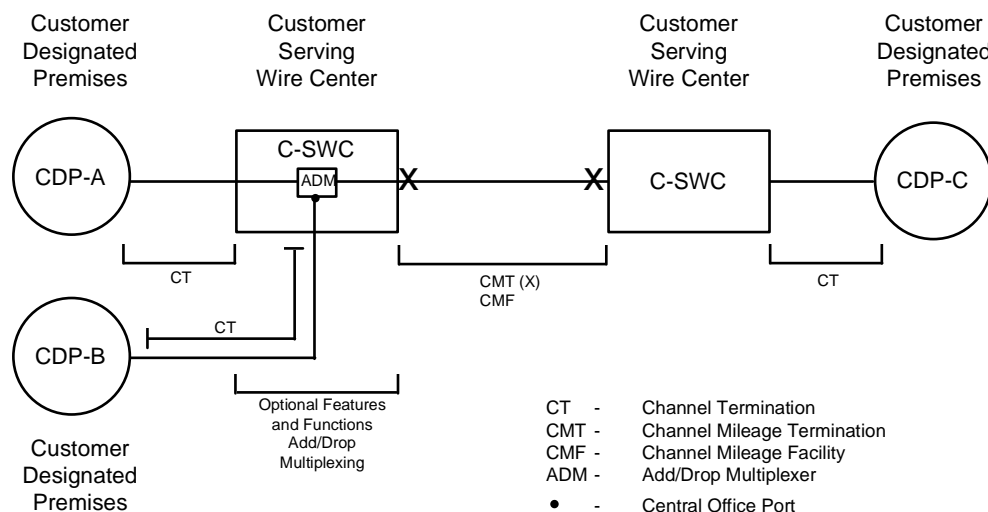 Customer
Designated
Premises
Customer
Serving
Wire Center
Customer
Serving
Wire Center
Customer
Designated
Premises
CDP-A
C-SWC
ADM
X
X
C-SWC
CDP-C
CT
CMT (X)
CMF
CT
CT
CDP-B
Optional Features
and Functions
Add/Drop
Multiplexing
Customer
Designated
Premises
CT - Channel Termination
CMT - Channel Mileage Termination
CMF - Channel Mileage Facility
ADM - Add/Drop Multiplexer
• - Central Office Port